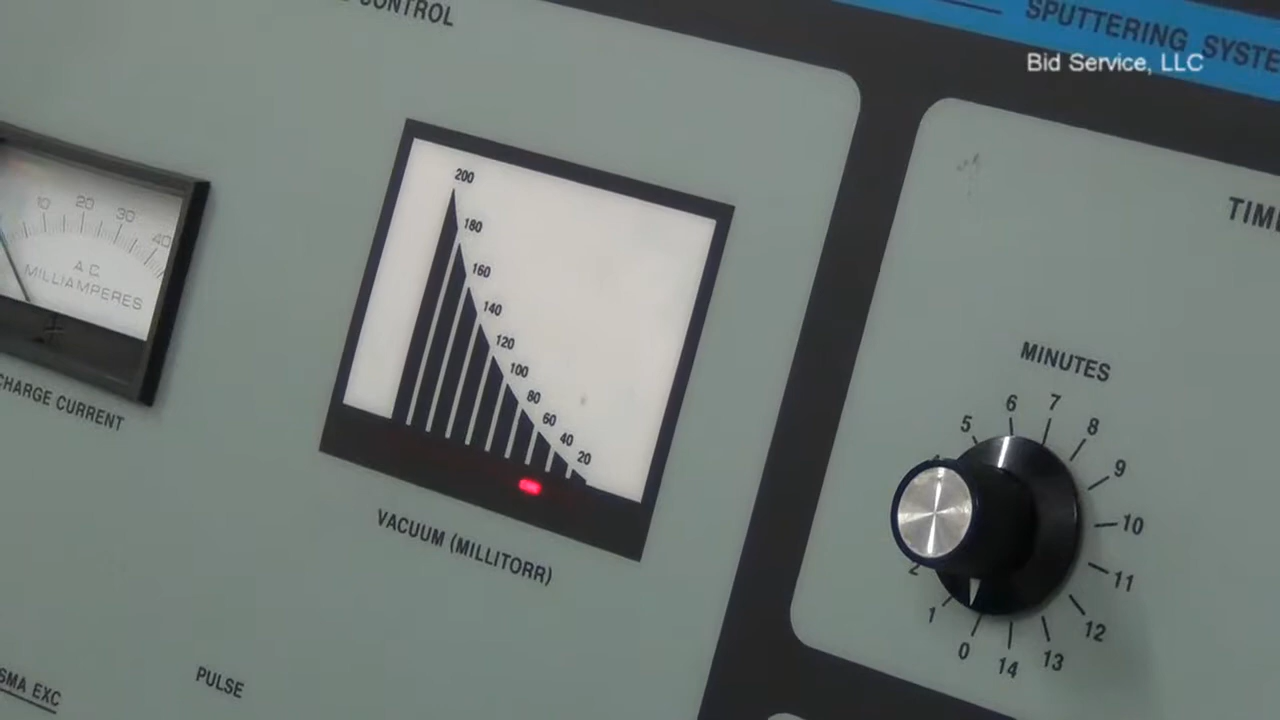 CONTROL
SPUTTERING SYSTE
Bid Service, LLC
10 20 30 40
A.C.
MILLIAMPERES
CHARGE CURRENT
200
180
160
140
120
100
80
60
40
20
VACUUM (MILLITORR)
SMA EXC
PULSE
TIM
MINUTES
0
1
2
5
6
7
8
9
10
11
12
13
14